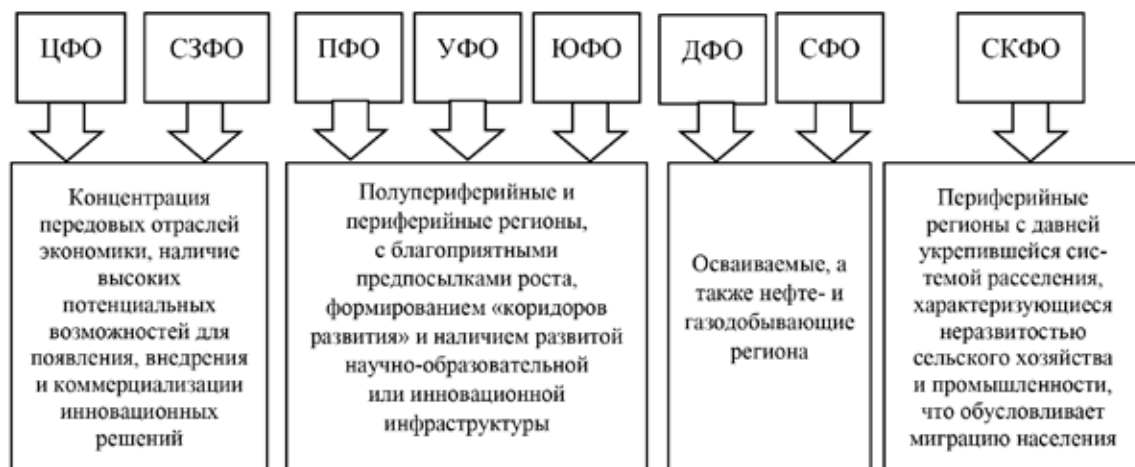 ЦФО
СЗФО
ПФО
УФО
ЮФО
ДФО
СФО
СКФО
Концентрация
передовых отраслей
экономики, наличие
высоких
потенциальных
возможностей для
появления, внедрения
и коммерциализации
инновационных
решений
Полупериферийные и
периферийные регионы,
с благоприятными
предпосылками роста,
формированием «коридоров
развития» и наличием развитой
научно-образовательной
или инновационной
инфраструктуры
Осваиваемые, а
также нефте- и
газодобывающие
региона
Периферийные
регионы с давней
укрепившейся сис-
темой расселения,
характеризующиеся
неразвитостью
сельского хозяйства
и промышленности,
что обусловливает
миграцию населения